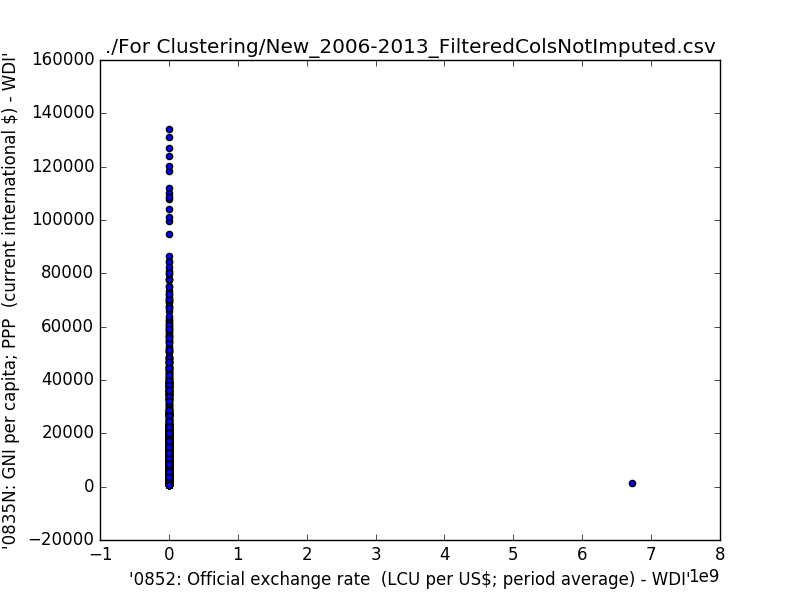 ./For Clustering/New_2006-2013_FilteredColsNotImputed.csv
160000
140000
120000
100000
80000
60000
40000
20000
0
−20000
'0835N: GNI per capita; PPP  (current international $) - WDI'
−1 0 1 2 3 4 5 6 7 8
1e9
'0852: Official exchange rate  (LCU per US$; period average) - WDI'